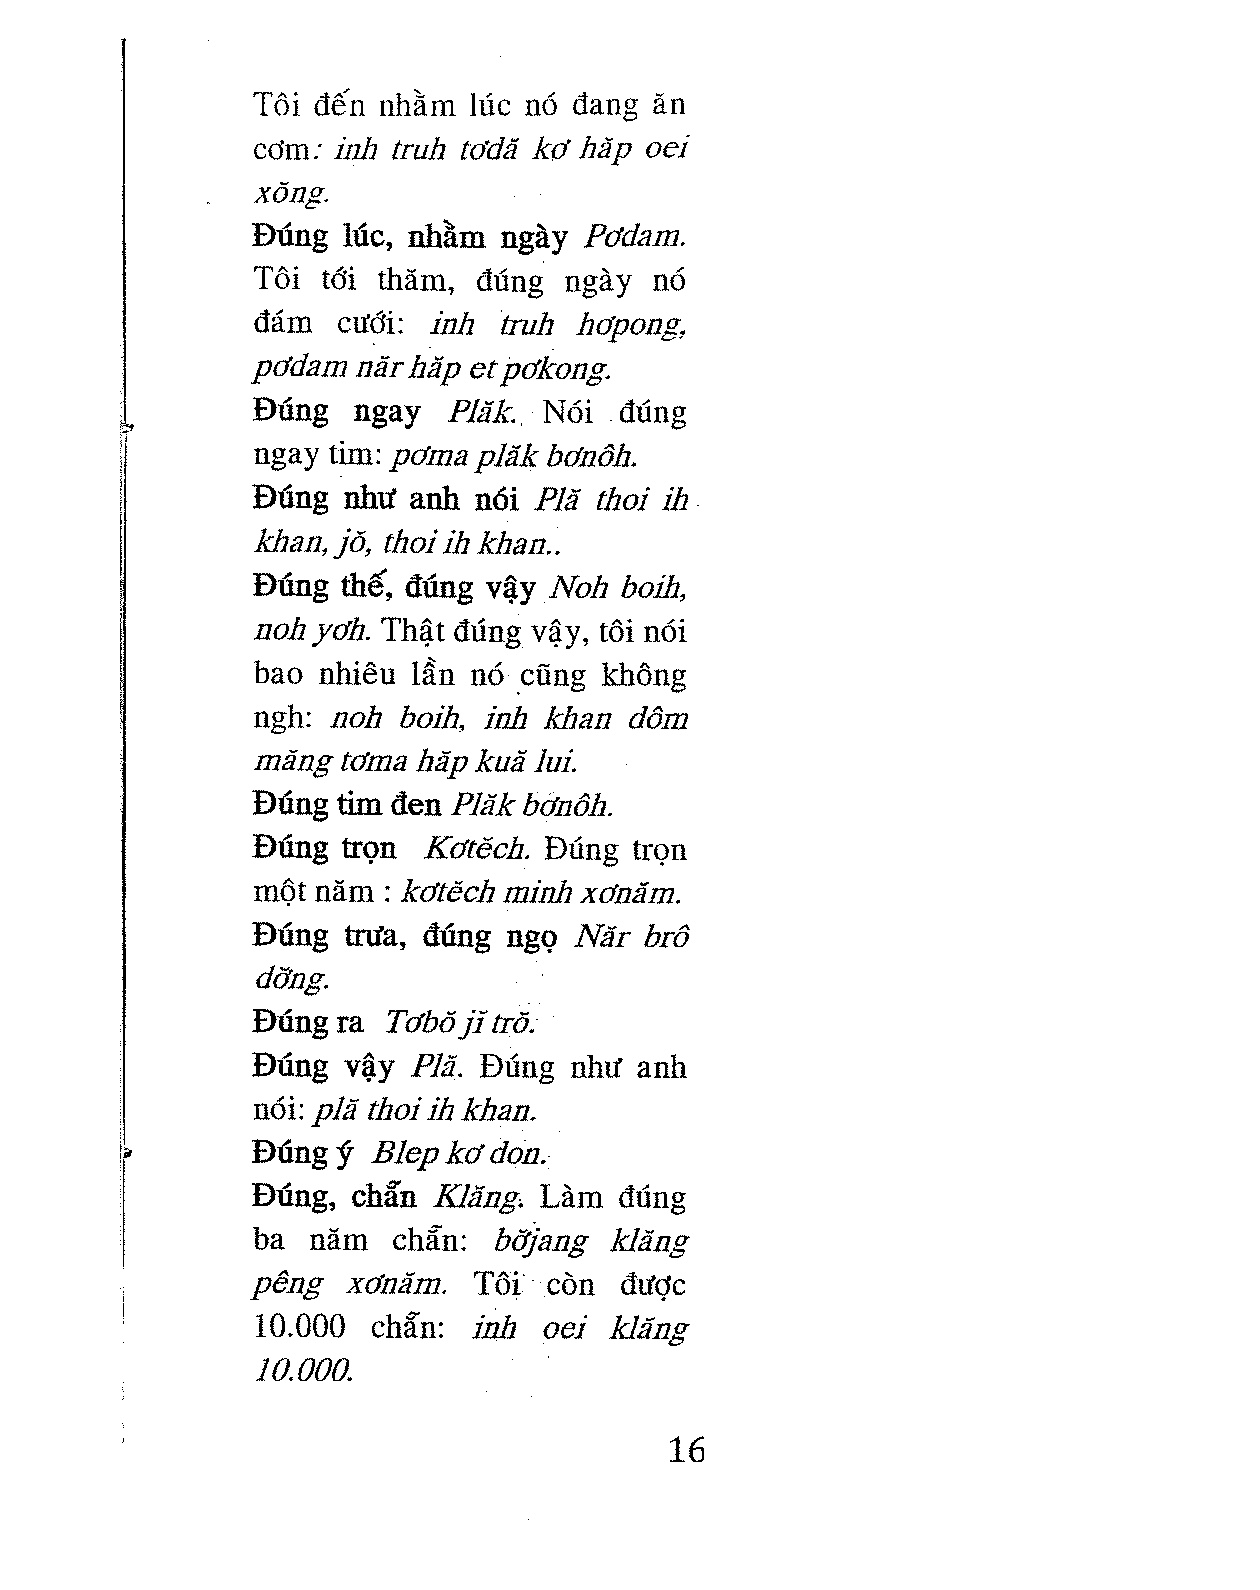 Tôi đến nhằm lúc nó đang ăn
cơm: inh truh tơdă kơ hăp oei
xŏng.
Đúng lúc, nhằm ngày Pơdam.
Tôi tới thăm, đúng ngày nó
đám cưới: inh truh hơpong,
pơdam năr hăp et pơkong.
Đúng ngay Plăk. Nói đúng
ngay tim: pơma plăk bơnôh.
Đúng như anh nói Plă thoi ih
khan, jŏ, thoi ih khan..
Đúng thế, đúng vậy Noh boih,
noh yơh. Thật đúng vậy, tôi nói
bao nhiêu lần nó cũng không
ngh: noh boih, inh khan dôm
măng tơma hăp kuă lui.
Đúng tim đen Plăk bơnôh.
Đúng trọn Kơtĕch. Đúng trọn
một năm : kơtĕch minh xơnăm.
Đúng trưa, đúng ngọ Năr brô
dơ̆ng.
Đúng ra Tơbŏ jĭ trŏ.
Đúng vậy Plă. Đúng như anh
nói: plă thoi ih khan.
Đúng ý Blep kơ don.
Đúng, chẵn Klăng. Làm đúng
ba năm chẵn: bơ̆jang klăng
pêng xơnăm. Tôi còn được
10.000 chẵn: inh oei klăng
10.000.
16